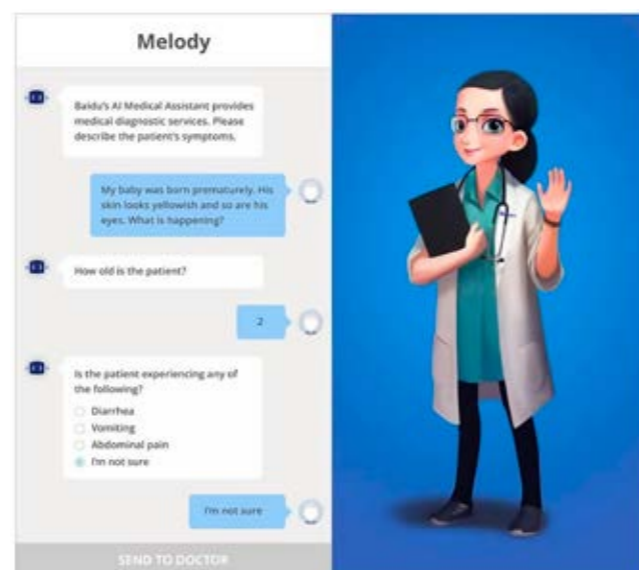 Melody
Baidu's AI Medical Assistant provides
medical diagnostic services. Please
describe the patient's symptoms.
My baby was born prematurely. His
skin looks yellowish and so are his
eyes. What is happening?
How old is the patient?
2
Is the patient experiencing any of
the following?
Diarrhea
Vomiting
Abdominal pain
I'm not sure
I'm not sure
SEND TO DOCTOR